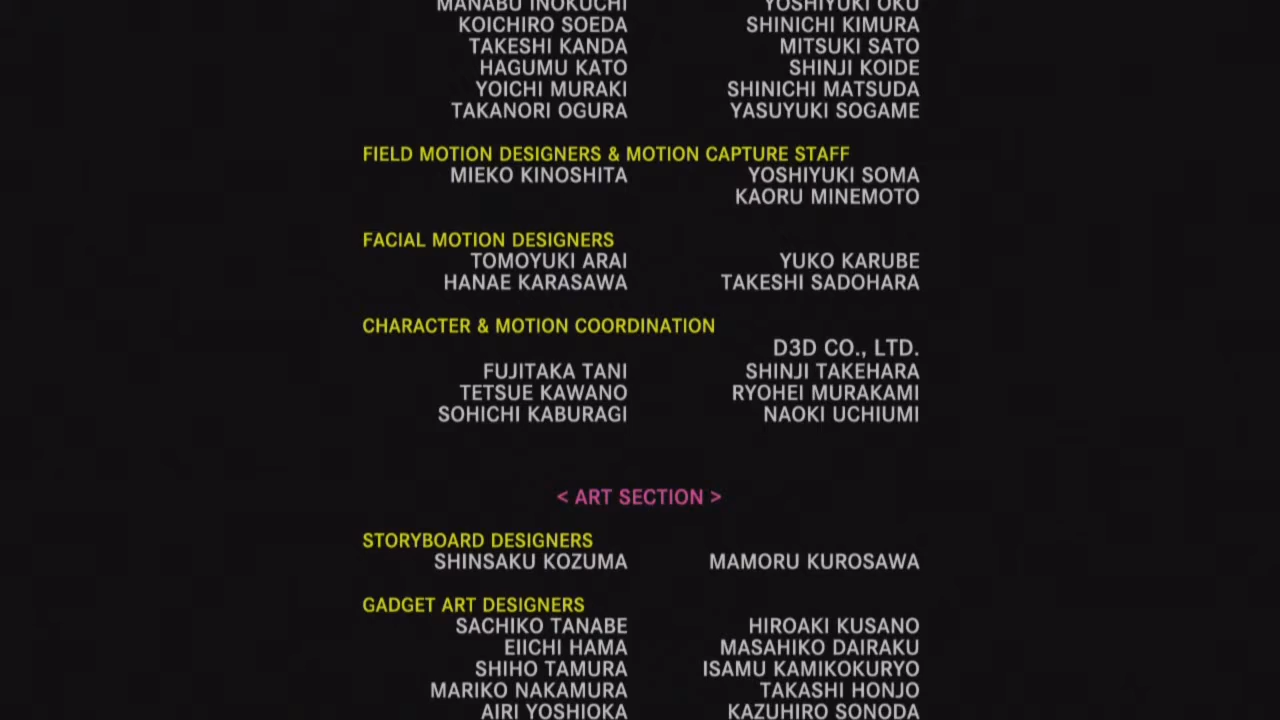 MANABU INOKUCHI YOSHIYUKI OKU
KOICHIRO SOEDA SHINICHI KIMURA
TAKESHI KANDA MITSUKI SATO
HAGUMU KATO SHINJI KOIDE
YOICHI MURAKI SHINICHI MATSUDA
TAKANORI OGURA YASUYUKI SOGAME
FIELD MOTION DESIGNERS & MOTION CAPTURE STAFF
MIEKO KINOSHITA YOSHIYUKI SOMA
KAORU MINEMOTO
FACIAL MOTION DESIGNERS
TOMOYUKI ARAI YUKO KARUBE
HANAE KARASAWA TAKESHI SADOHARA
CHARACTER & MOTION COORDINATION
D3D CO., LTD.
FUJITAKA TANI SHINJI TAKEHARA
TETSUE KAWANO RYOHEI MURAKAMI
SOHICHI KABURAGI NAOKI UCHIUMI
< ART SECTION >
STORYBOARD DESIGNERS
SHINSAKU KOZUMA MAMORU KUROSAWA
GADGET ART DESIGNERS
SACHIKO TANABE HIROAKI KUSANO
EIICHI HAMA MASAHIKO DAIRAKU
SHIHO TAMURA ISAMU KAMIKOKURYO
MARIKO NAKAMURA TAKASHI HONJO
AIRI YOSHIOKA KAZUHIRO SONODA